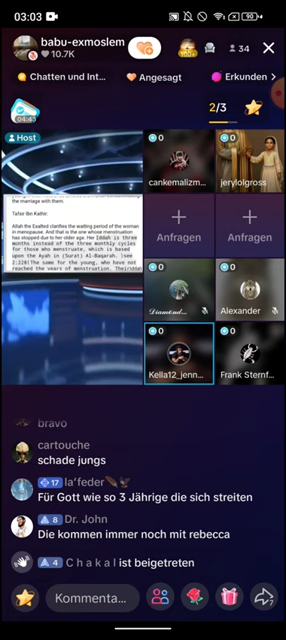 03:03
90
babu-exmoslem
10.7K
34
Chatten und Int...
Angesagt
Erkunden
04:43
2/3
Host
the marriage with them.
Tafsir Ibn Kathir:
Allah the Exalted clarifies the waiting period of the woman
in menopause. And that is the one whose menstruation
has stopped due to her older age. Her Iddah is three
months instead of the three monthly cycles
for those who menstruate, which is based
upon the Ayah in (Surat) Al-Baqarah. [see
2:228]The same for the young, who have not
reached the years of menstruation. Their
0
cankemalizm...
0
jerylolgross
Anfragen
Anfragen
0
Diamond...
0
Alexander
0
Kella12_jenn...
0
Frank Sternf...
bravo
cartouche
schade jungs
17 la‘feder
Für Gott wie so 3 Jährige die sich streiten
8 Dr. John
Die kommen immer noch mit rebecca
4 C h a k a l ist beigetreten
Kommenta...
7